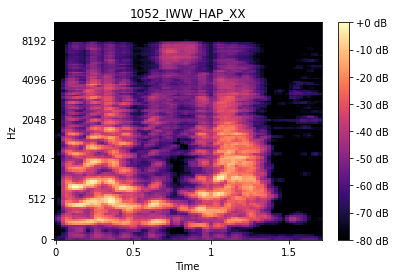 1052_IWW_HAP_XX
+0 dB
8192
-10 dB
4096
-20 dB
-30 dB
2048
Hz
-40 dB
1024
-50 dB
512
-60 dB
-70 dB
0
-80 dB
0
0.5
1
1.5
Time